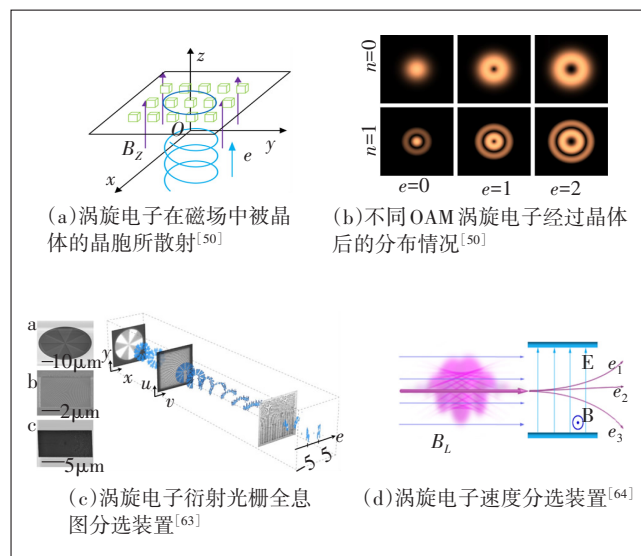 z
O
B_Z
e
y
x
(a)涡旋电子在磁场中被晶
体的晶胞所散射[50]
n=0
n=1
e=0 e=1 e=2
(b)不同OAM涡旋电子经过晶体
后的分布情况[50]
a
10μm
b
2μm
c
5μm
y
x
u
v
e
5
-5
(c)涡旋电子衍射光栅全息
图分选装置[63]
E
B
e_1
e_2
e_3
B_L
(d)涡旋电子速度分选装置[64]